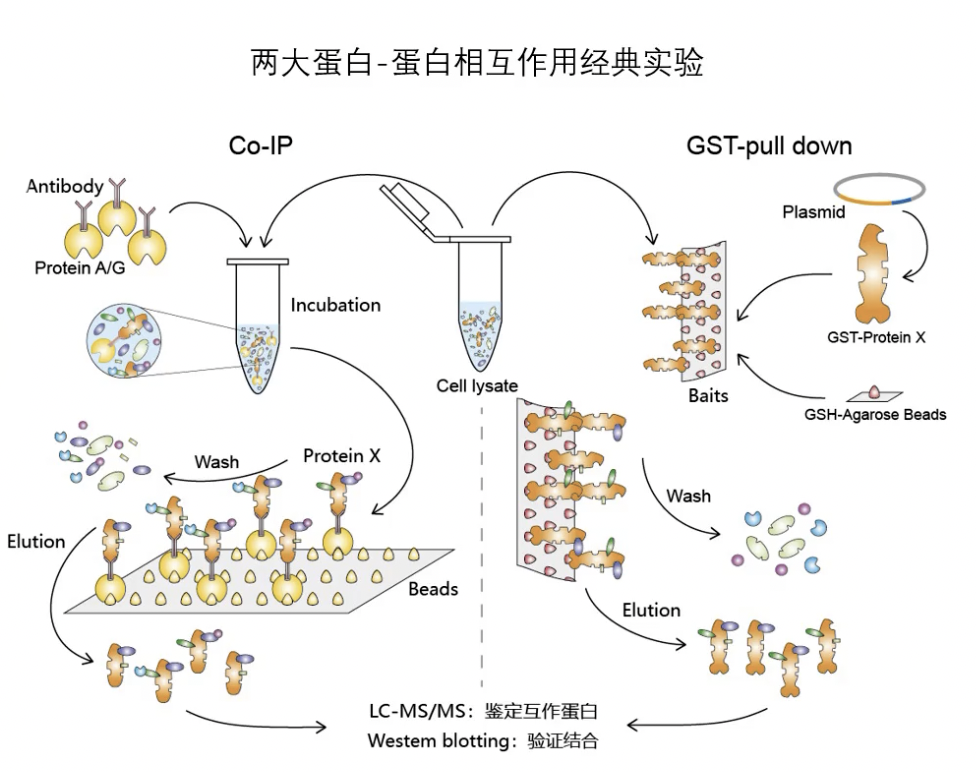 两大蛋白-蛋白相互作用经典实验
Co-IP
GST-pull down
Antibody
Protein A/G
Plasmid
Incubation
Cell lysate
GST-Protein X
Baits
GSH-Agarose Beads
Wash
Protein X
Wash
Elution
Beads
Elution
LC-MS/MS：鉴定互作蛋白
Westem blotting：验证结合